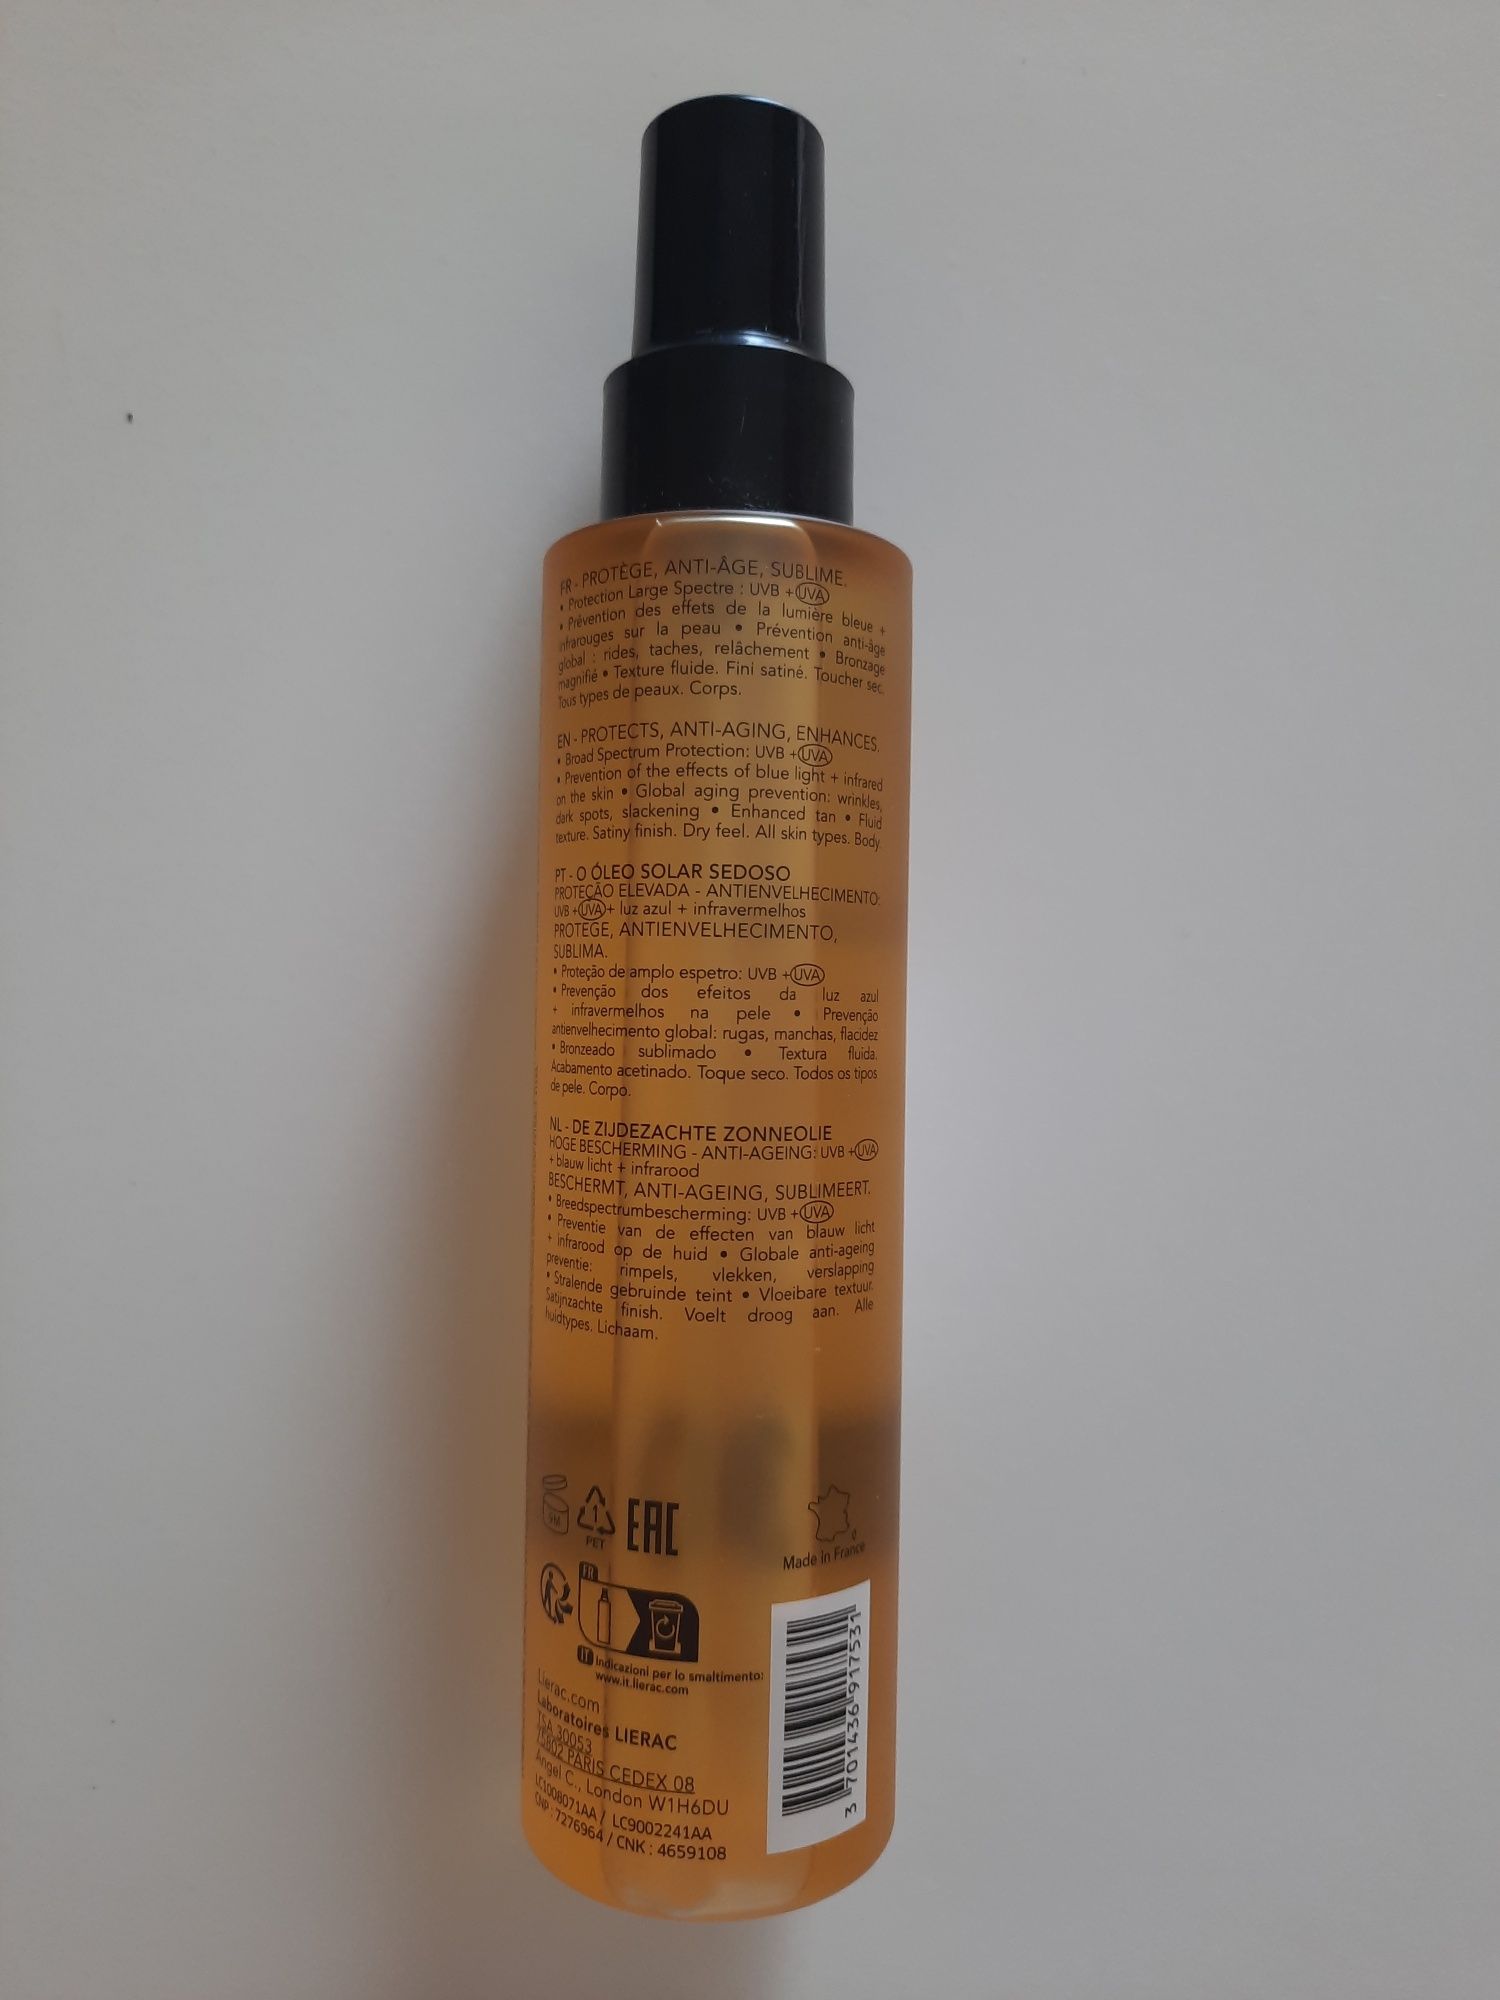 FR - PROTÈGE, ANTI-ÂGE, SUBLIME.
• Protection Large Spectre : UVB + UVA
• Prévention des effets de la lumière bleue +
infrarouges sur la peau • Prévention anti-âge
global : rides, taches, relâchement • Bronzage
magnifié • Texture fluide. Fini satiné. Toucher sec.
Tous types de peaux. Corps.
EN - PROTECTS, ANTI-AGING, ENHANCES.
• Broad Spectrum Protection: UVB + UVA
• Prevention of the effects of blue light + infrared
on the skin • Global aging prevention: wrinkles,
dark spots, slackening • Enhanced tan • Fluid
texture. Satiny finish. Dry feel. All skin types. Body.
PT - O ÓLEO SOLAR SEDOSO
PROTEÇÃO ELEVADA - ANTIENVELHECIMENTO:
UVB + UVA + luz azul + infravermelhos
PROTEGE, ANTIENVELHECIMENTO,
SUBLIMA.
• Proteção de amplo espetro: UVB + UVA
• Prevenção dos efeitos da luz azul
+ infravermelhos na pele • Prevenção
antienvelhecimento global: rugas, manchas, flacidez
• Bronzeado sublimado • Textura fluida.
Acabamento acetinado. Toque seco. Todos os tipos
de pele. Corpo.
NL - DE ZIJDEZACHTE ZONNEOLIE
HOGE BESCHERMING - ANTI-AGEING: UVB + UVA
+ blauw licht + infrarood
BESCHERMT, ANTI-AGEING, SUBLIMEERT.
• Breedspectrumbescherming: UVB + UVA
• Preventie van de effecten van blauw licht
+ infrarood op de huid • Globale anti-ageing
preventie: rimpels, vlekken, verslapping
• Stralende gebruinde teint • Vloeibare textuur.
Satijnzachte finish. Voelt droog aan. Alle
huidtypes. Lichaam.
9M
1
PET
EAC
Made in France
FR
IT Indicazioni per lo smaltimento:
www.it.lierac.com
Lierac.com
Laboratoires LIERAC
TSA 30053
75802 PARIS CEDEX 08
Angel C., London W1H6DU
LC1008071AA / LC9002241AA
CNP : 7276964 / CNK : 4659108
3 701436 917531